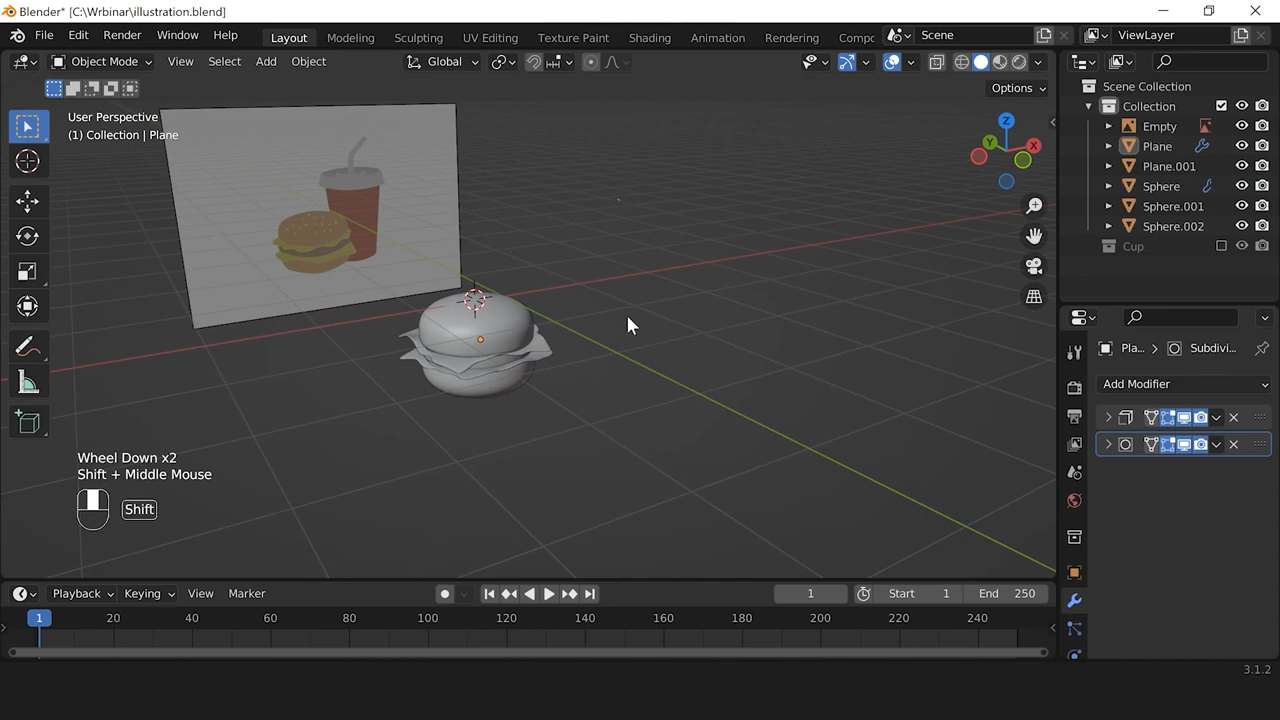 Blender* [C:\Wrbinar\illustration.blend]
File Edit Render Window Help Layout Modeling Sculpting UV Editing Texture Paint Shading Animation Rendering Compc Scene ViewLayer
Object Mode View Select Add Object Global
Options
User Perspective
(1) Collection | Plane
Z
Y
X
Wheel Down x2
Shift + Middle Mouse
Shift
Scene Collection
Collection
Empty
Plane
Plane.001
Sphere
Sphere.001
Sphere.002
Cup
Pla... > Subdivi...
Add Modifier
Playback Keying View Marker 1 Start 1 End 250
1 20 40 60 80 100 120 140 160 180 200 220 240
3.1.2